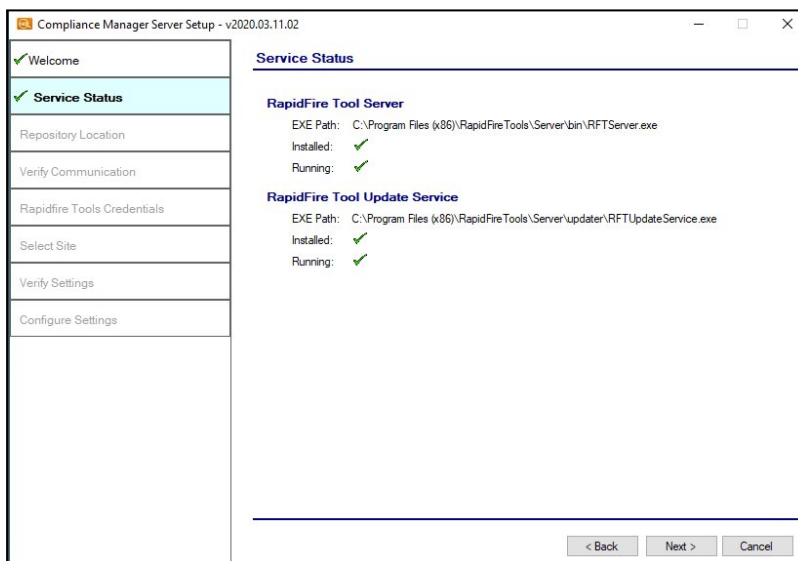 Compliance Manager Server Setup - v2020.03.11.02
Welcome
Service Status
Repository Location
Verify Communication
Rapidfire Tools Credentials
Select Site
Verify Settings
Configure Settings
Service Status
RapidFire Tool Server
EXE Path: C:\Program Files (x86)\RapidFireTools\Server\bin\RFTServer.exe
Installed:
Running:
RapidFire Tool Update Service
EXE Path: C:\Program Files (x86)\RapidFireTools\Server\updater\RFTUpdateService.exe
Installed:
Running:
< Back Next > Cancel